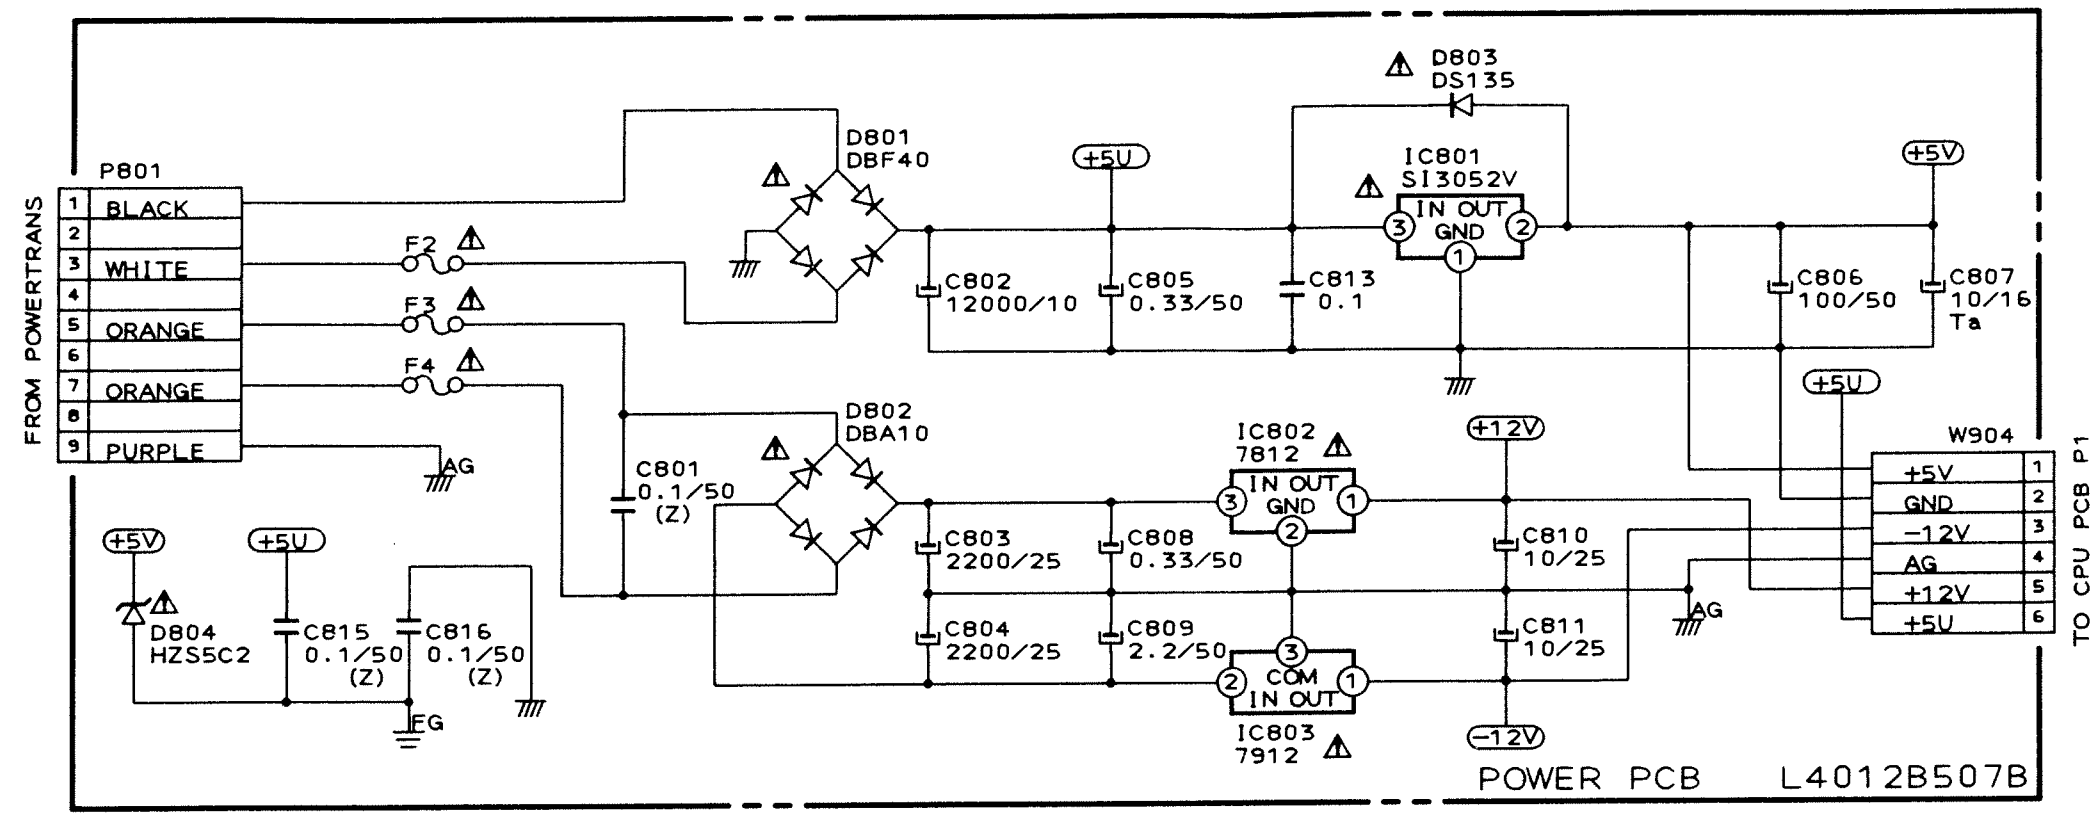 D803
DS135
D801
DBF40
+5U
IC801
SI3052V
+5V
P801
FROM POWERTRANS
1 BLACK
2
3 WHITE
4
5 ORANGE
6
7 ORANGE
8
9 PURPLE
F2
F3
F4
AG
3 IN OUT 2
GND
1
C802
12000/10
C805
0.33/50
C813
0.1
C806
100/50
C807
10/16
Ta
+5U
D802
DBA10
C801
0.1/50
(Z)
IC802
7812
3 IN OUT 1
GND
2
+12V
W904
+5V 1
GND 2
-12V 3
AG 4
+12V 5
+5U 6
TO CPU PCB P1
C803
2200/25
C808
0.33/50
C810
10/25
AG
C804
2200/25
C809
2.2/50
C811
10/25
3
COM
2 IN OUT 1
IC803
7912
-12V
+5V
+5U
D804
HZS5C2
C815
0.1/50
(Z)
C816
0.1/50
(Z)
FG
POWER PCB L4012B507B